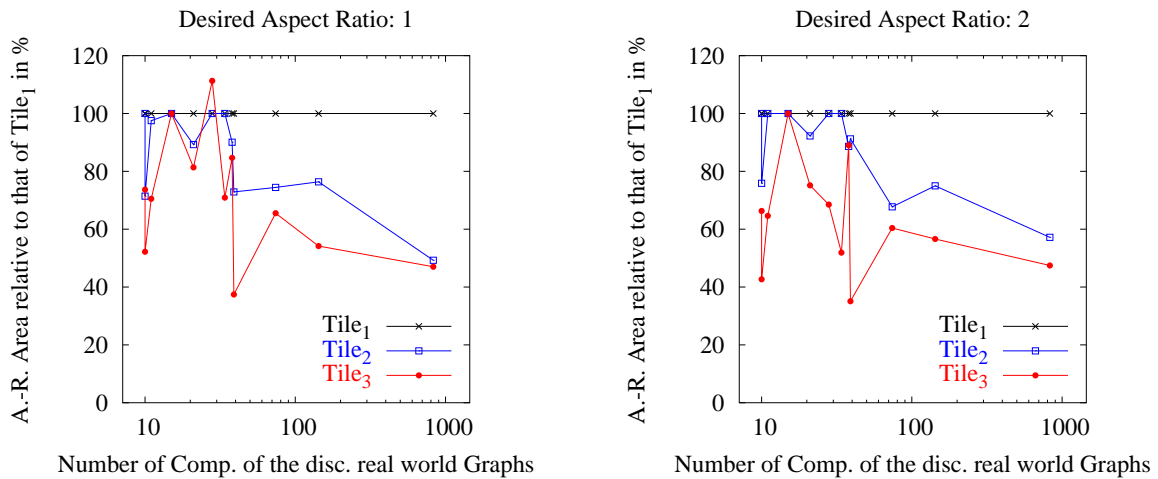 Desired Aspect Ratio: 1
A.-R. Area relative to that of Tile1 in %
120
100
80
60
40
20
0
Tile1
Tile2
Tile3
10
100
1000
Number of Comp. of the disc. real world Graphs
Desired Aspect Ratio: 2
A.-R. Area relative to that of Tile1 in %
120
100
80
60
40
20
0
Tile1
Tile2
Tile3
10
100
1000
Number of Comp. of the disc. real world Graphs